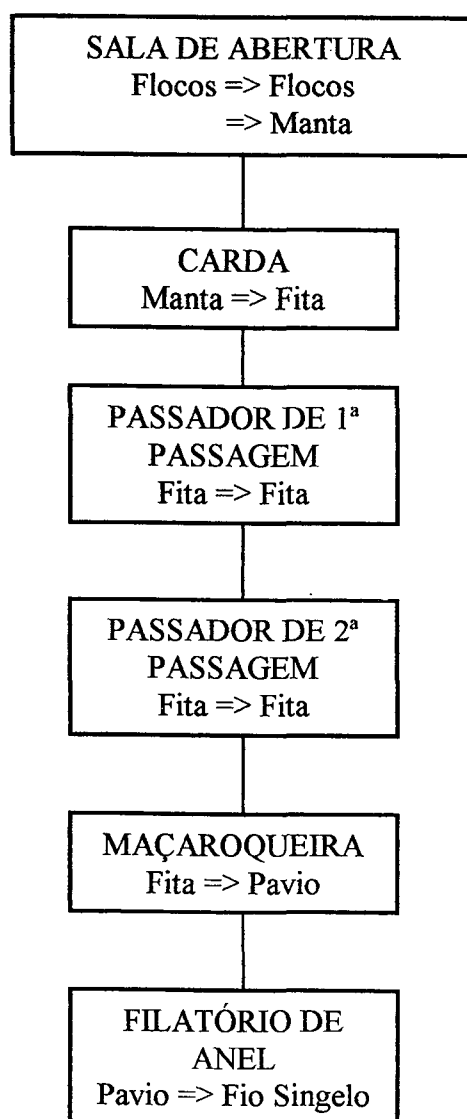 SALA DE ABERTURA
Flocos => Flocos
=> Manta
CARDA
Manta => Fita
PASSADOR DE 1ª
PASSAGEM
Fita => Fita
PASSADOR DE 2ª
PASSAGEM
Fita => Fita
MAÇAROQUEIRA
Fita => Pavio
FILATÓRIO DE
ANEL
Pavio => Fio Singelo